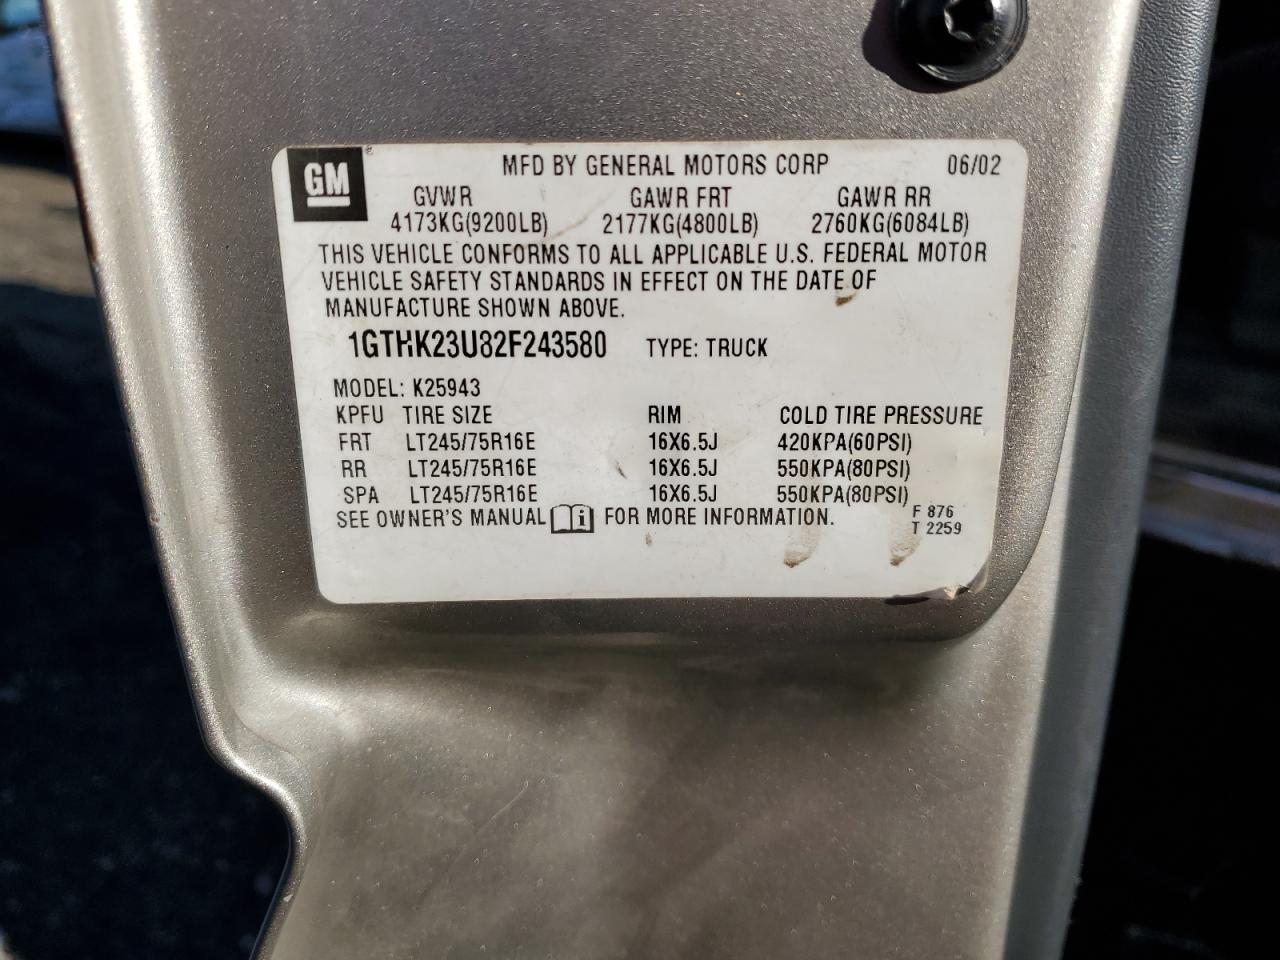 GM® MFD BY GENERAL MOTORS CORP 06/02
GVWR GAWR FRT GAWR RR
4173KG(9200LB) 2177KG(4800LB) 2760KG(6084LB)
THIS VEHICLE CONFORMS TO ALL APPLICABLE U.S. FEDERAL MOTOR
VEHICLE SAFETY STANDARDS IN EFFECT ON THE DATE OF
MANUFACTURE SHOWN ABOVE.
1GTHK23U82F243580 TYPE: TRUCK
MODEL: K25943
KPFU TIRE SIZE RIM COLD TIRE PRESSURE
FRT LT245/75R16E 16X6.5J 420KPA(60PSI)
RR LT245/75R16E 16X6.5J 550KPA(80PSI)
SPA LT245/75R16E 16X6.5J 550KPA(80PSI)
SEE OWNER'S MANUAL i FOR MORE INFORMATION. F 876
T 2259